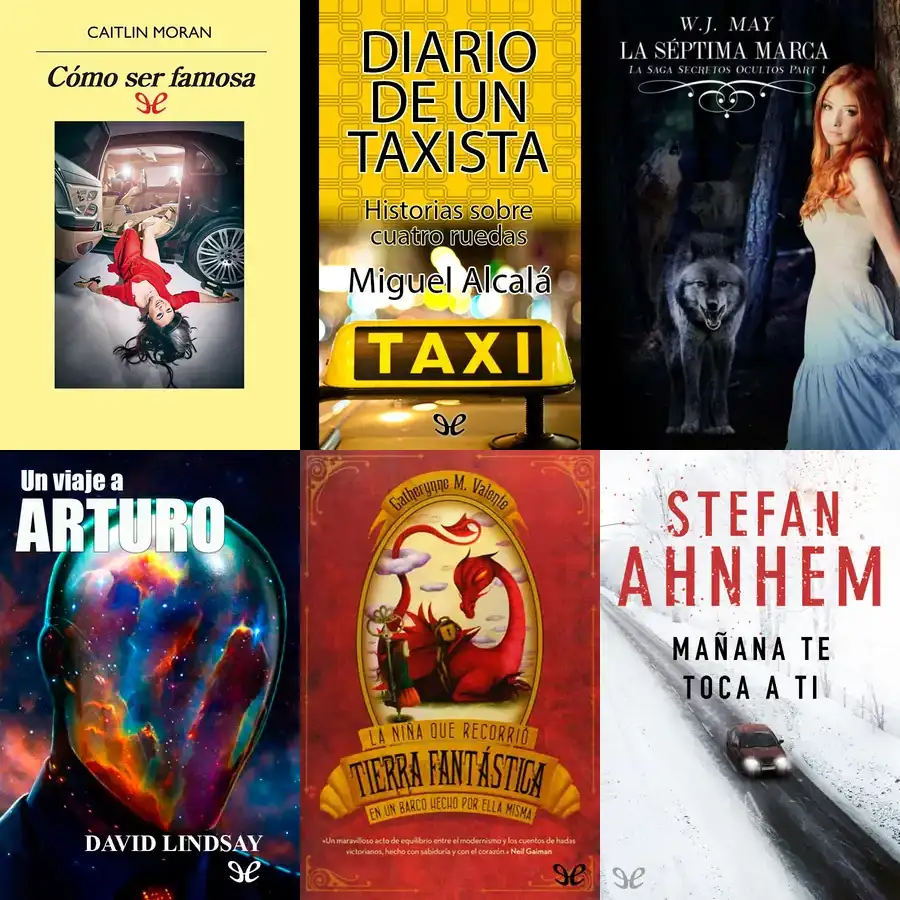 CAITLIN MORAN
Cómo ser famosa
DIARIO
DE UN
TAXISTA
Historias sobre
cuatro ruedas
Miguel Alcalá
TAXI
W.J. MAY
LA SÉPTIMA MARCA
LA SAGA SECRETOS OCULTOS PART 1
Un viaje a
ARTURO
DAVID LINDSAY
Catherynne M. Valente
LA NIÑA QUE RECORRIÓ
TIERRA FANTÁSTICA
EN UN BARCO HECHO POR ELLA MISMA
«Un maravilloso acto de equilibrio entre el modernismo y los cuentos de hadas
victorianos, hecho con sabiduría y con el corazón.» Neil Gaiman
STEFAN
AHNHEM
MAÑANA TE
TOCA A TI